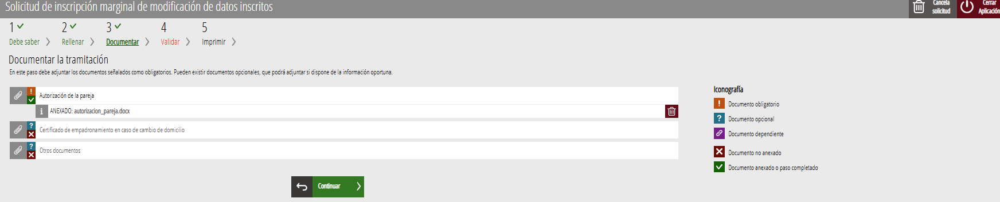 Solicitud de inscripción marginal de modificación de datos inscritos
Cancela solicitud
Cerrar Aplicación
1
2
3
4
5
Debe saber
Rellenar
Documentar
Validar
Imprimir
Documentar la tramitación
En este paso debe adjuntar los documentos señalados como obligatorios. Pueden existir documentos opcionales, que podrá adjuntar si dispone de la información oportuna.
Autorización de la pareja
ANEXADO: autorizacion_pareja.docx
Certificado de empadronamiento en caso de cambio de domicilio
Otros documentos
Continuar
Iconografía
Documento obligatorio
Documento opcional
Documento dependiente
Documento no anexado
Documento anexado o paso completado